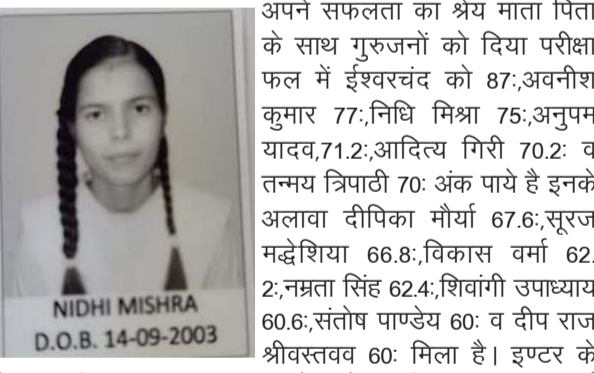 NIDHI MISHRA
D.O.B. 14-09-2003
अपने सफलता का श्रेय माता पिता
के साथ गुरुजनों को दिया परीक्षा
फल में ईश्वरचंद को 87ः,अवनीश
कुमार 77ः,निधि मिश्रा 75ः,अनुपम
यादव,71.2ः,आदित्य गिरी 70.2ः व
तन्मय त्रिपाठी 70ः अंक पाये है इनके
अलावा दीपिका मौर्या 67.6ः,सूरज
मद्धेशिया 66.8ः,विकास वर्मा 62.
2ः,नम्रता सिंह 62.4ः,शिवांगी उपाध्याय
60.6ः,संतोष पाण्डेय 60ः व दीप राज
श्रीवस्तवव 60ः मिला है। इण्टर के